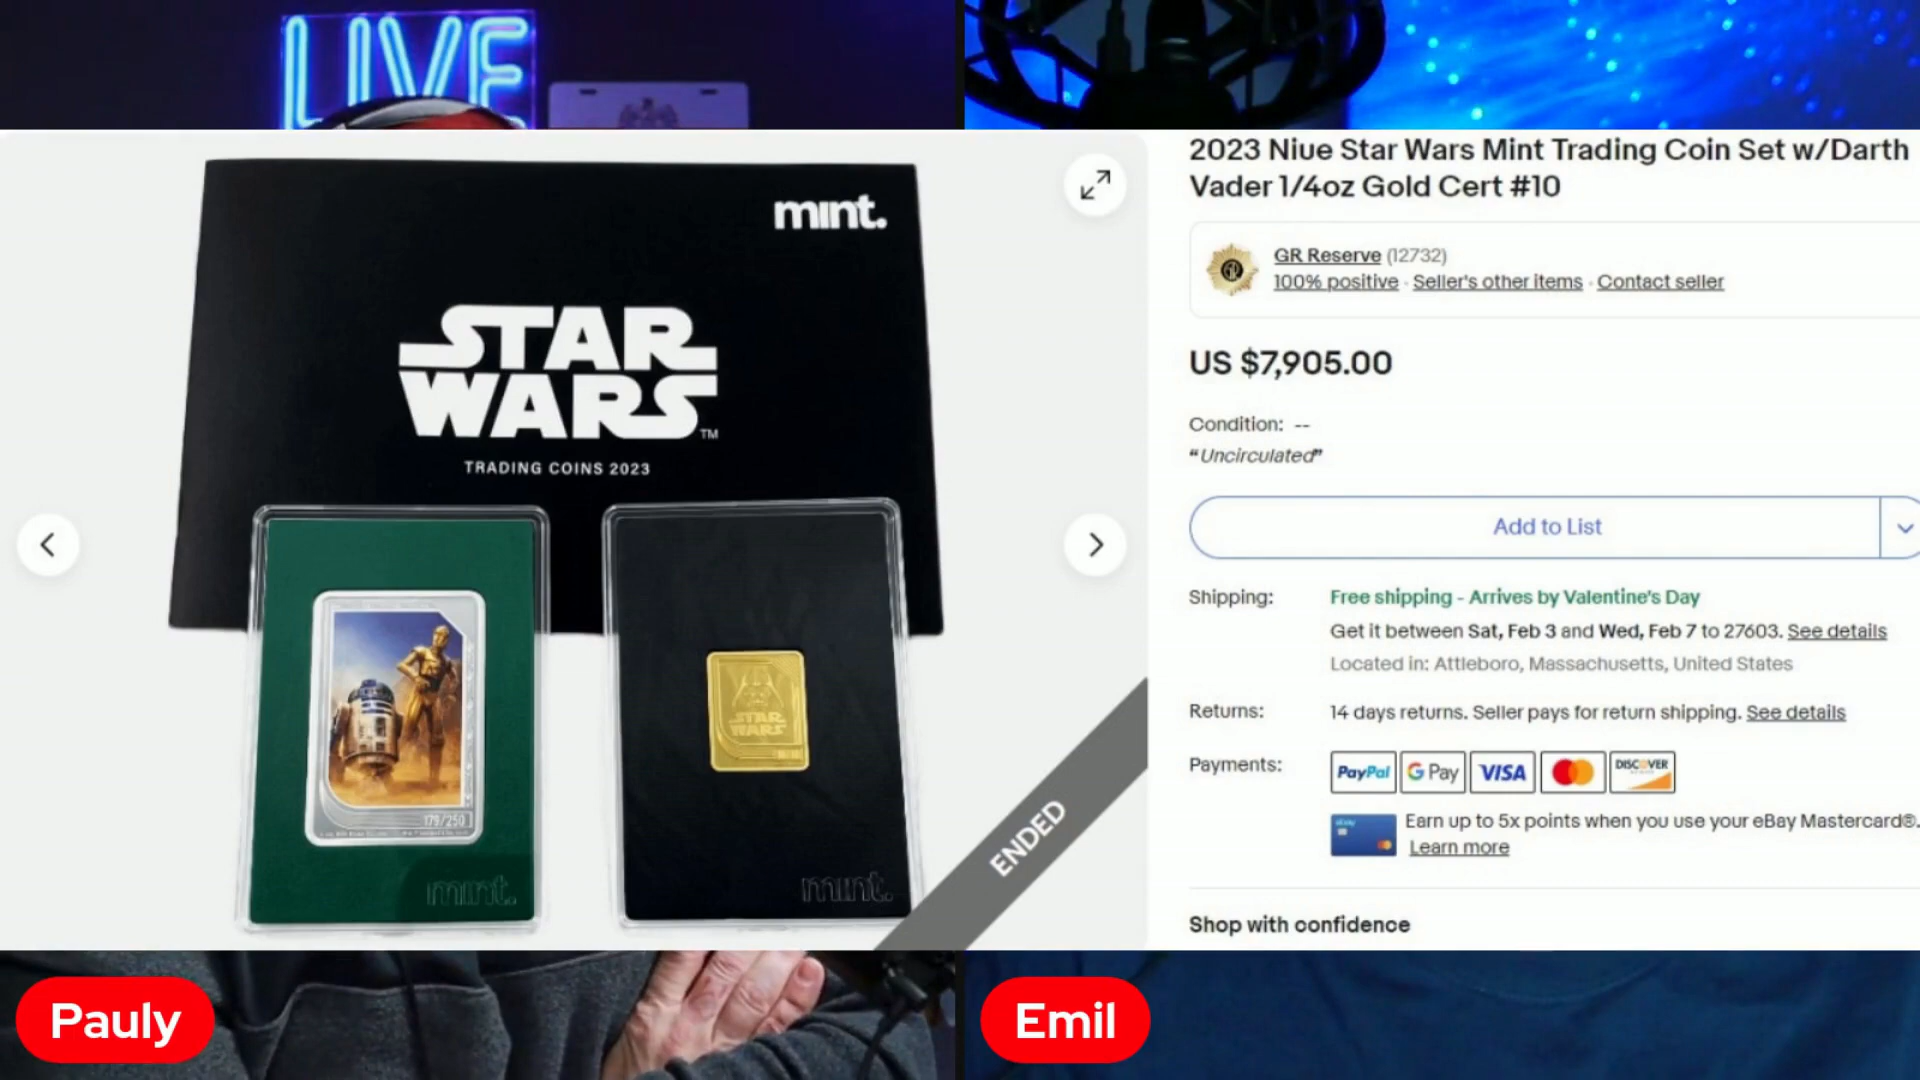 LIVE
mint.
STAR
WARS
TM
TRADING COINS 2023
179/250
mint.
STAR
WARS
mint.
ENDED
2023 Niue Star Wars Mint Trading Coin Set w/Darth
Vader 1/4oz Gold Cert #10
GR Reserve (12732)
100% positive · Seller's other items · Contact seller
US $7,905.00
Condition: --
“Uncirculated”
Add to List
Shipping: Free shipping - Arrives by Valentine's Day
Get it between Sat, Feb 3 and Wed, Feb 7 to 27603. See details
Located in: Attleboro, Massachusetts, United States
Returns: 14 days returns. Seller pays for return shipping. See details
Payments: PayPal G Pay VISA DISCOVER
ebay
Earn up to 5x points when you use your eBay Mastercard®.
Learn more
Shop with confidence
Pauly
Emil